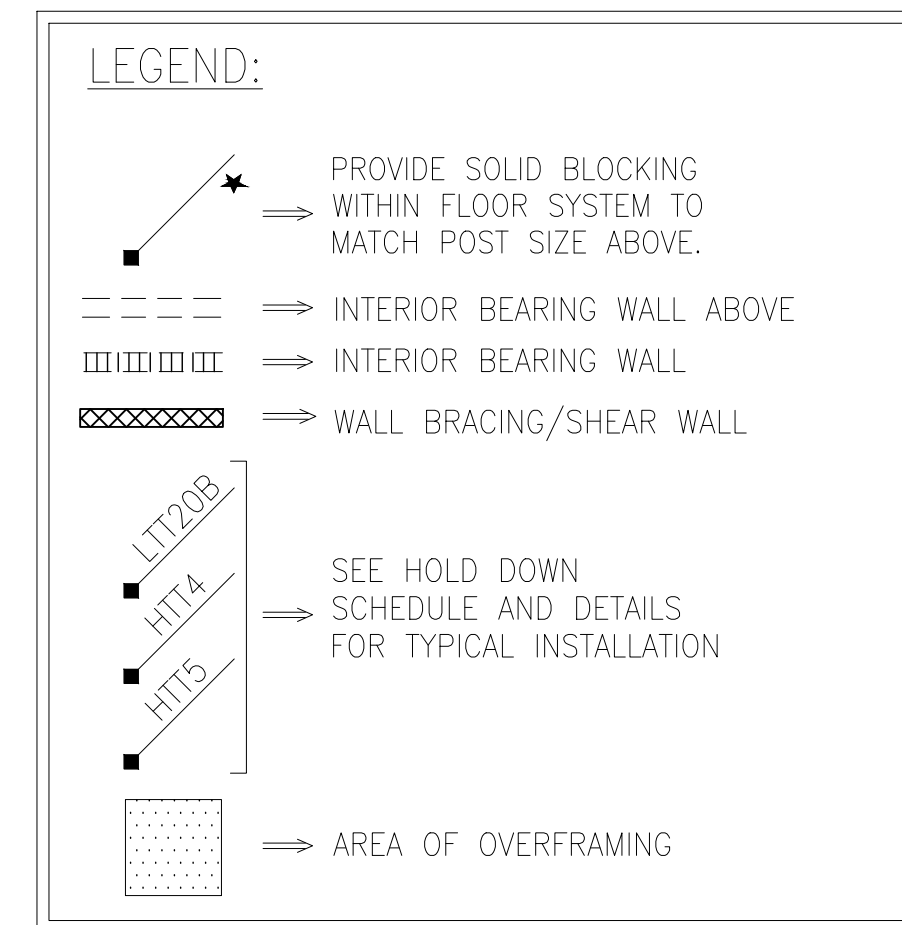 LEGEND:
PROVIDE SOLID BLOCKING
WITHIN FLOOR SYSTEM TO
MATCH POST SIZE ABOVE.
INTERIOR BEARING WALL ABOVE
INTERIOR BEARING WALL
WALL BRACING/SHEAR WALL
LTT20B
HTT4
HTT5
SEE HOLD DOWN
SCHEDULE AND DETAILS
FOR TYPICAL INSTALLATION
AREA OF OVERFRAMING